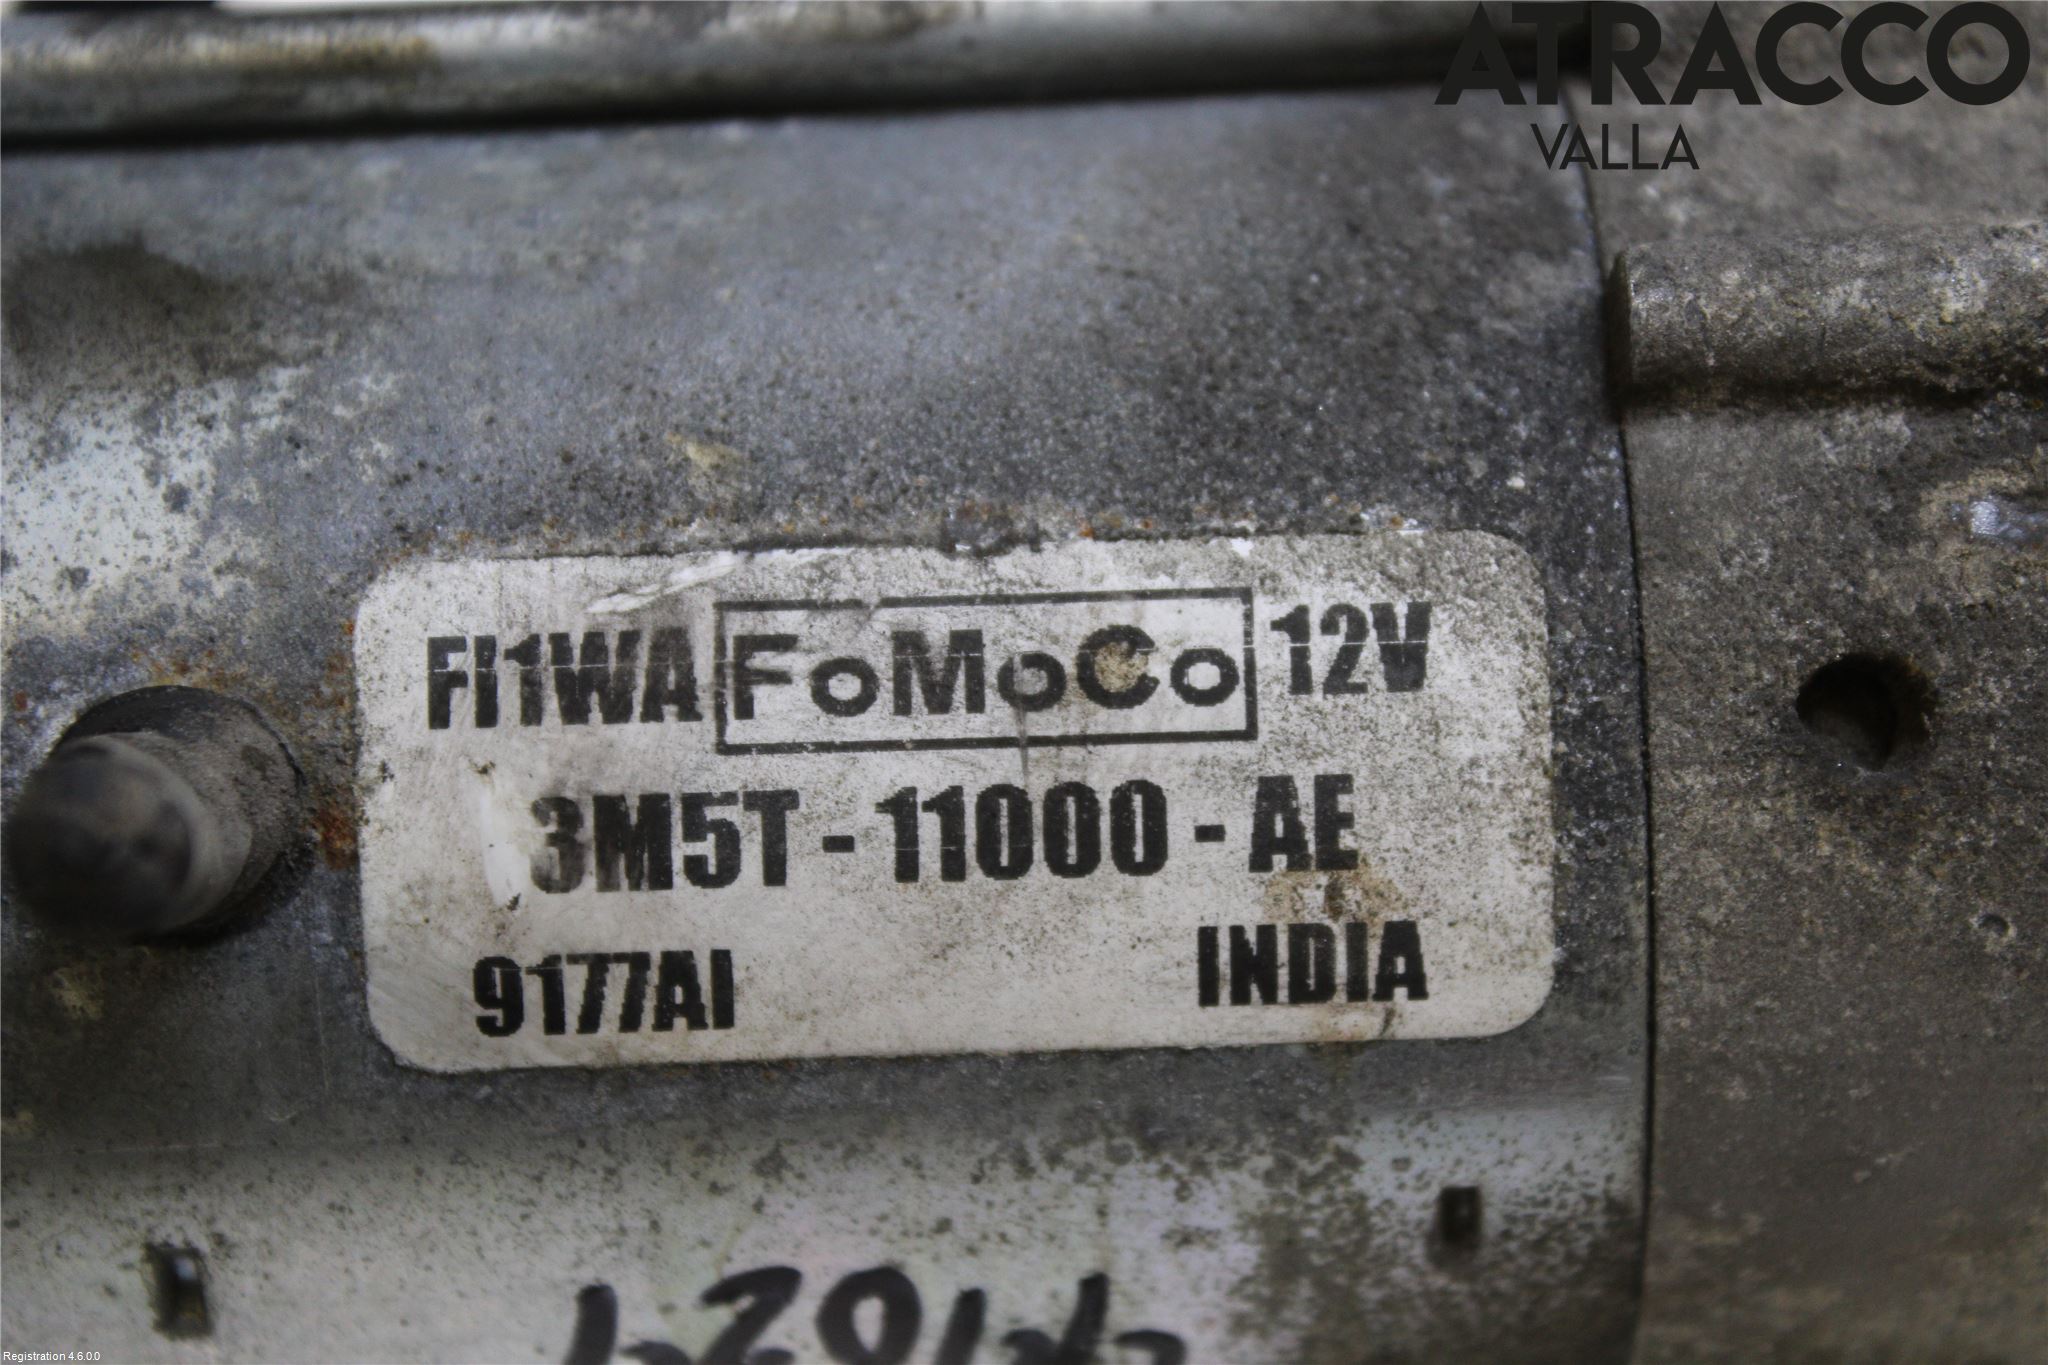 ATRACCO
VALLA
FI1WA FoMoCo 12V
3M5T - 11000 - AE
9177AI INDIA
Registration 4.6.0.0